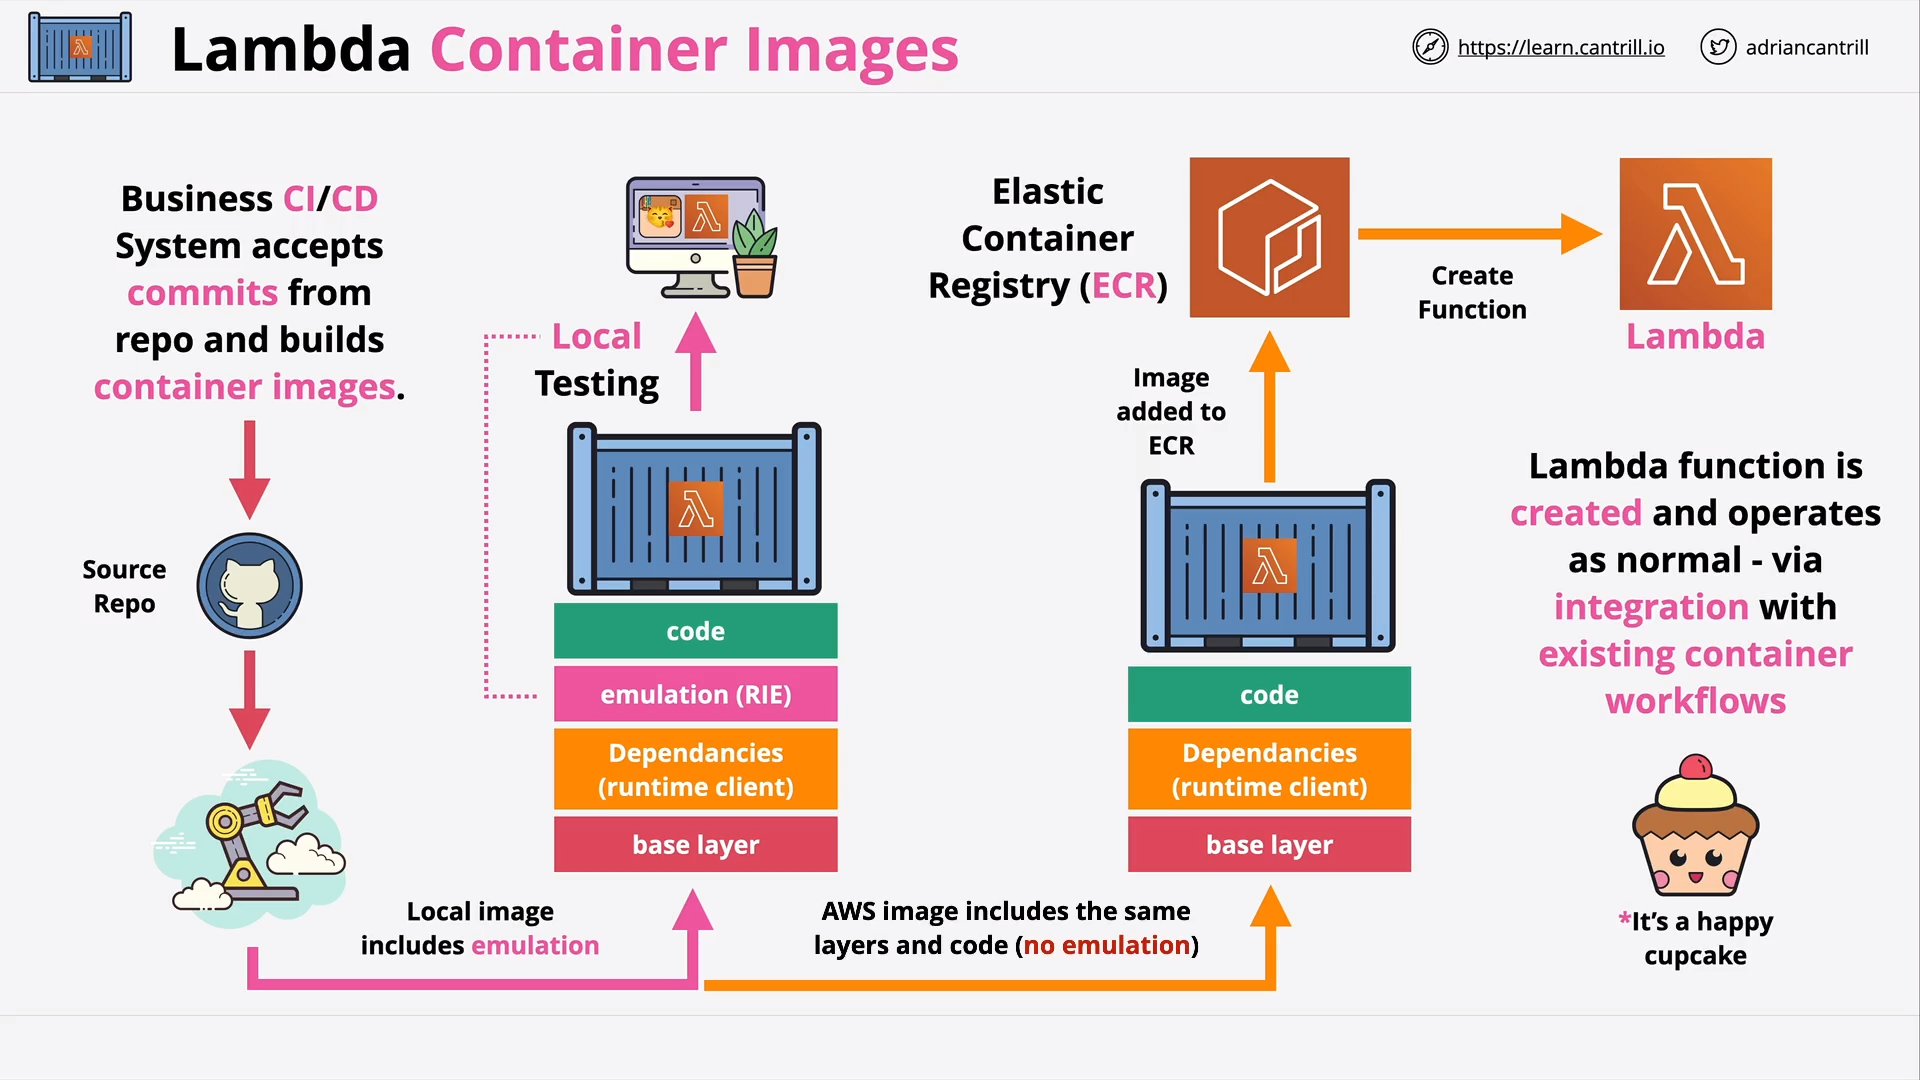 Lambda Container Images
https://learn.cantrill.io
adriancantrill
Business CI/CD
System accepts
commits from
repo and builds
container images.
Source
Repo
Local
Testing
code
emulation (RIE)
Dependancies
(runtime client)
base layer
Local image
includes emulation
AWS image includes the same
layers and code (no emulation)
Elastic
Container
Registry (ECR)
Image
added to
ECR
code
Dependancies
(runtime client)
base layer
Create
Function
Lambda
Lambda function is
created and operates
as normal - via
integration with
existing container
workflows
*It’s a happy
cupcake